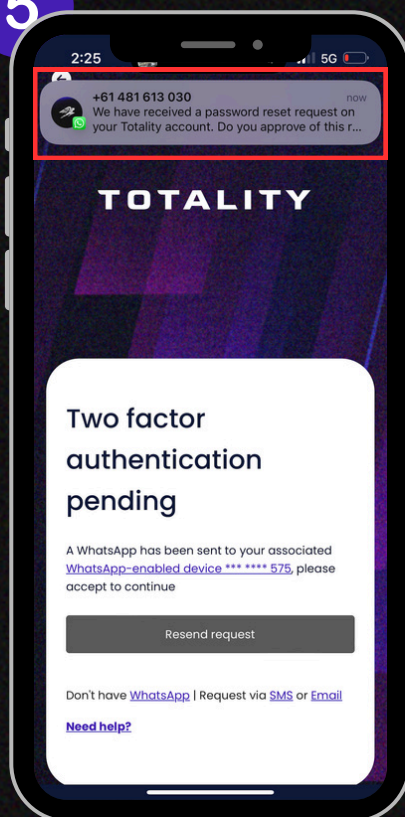 5
2:25
5G
+61 481 613 030 now
We have received a password reset request on
your Totality account. Do you approve of this r...
TOTALITY
Two factor
authentication
pending
A WhatsApp has been sent to your associated
WhatsApp-enabled device *** **** 575, please
accept to continue
Resend request
Don't have WhatsApp | Request via SMS or Email
Need help?